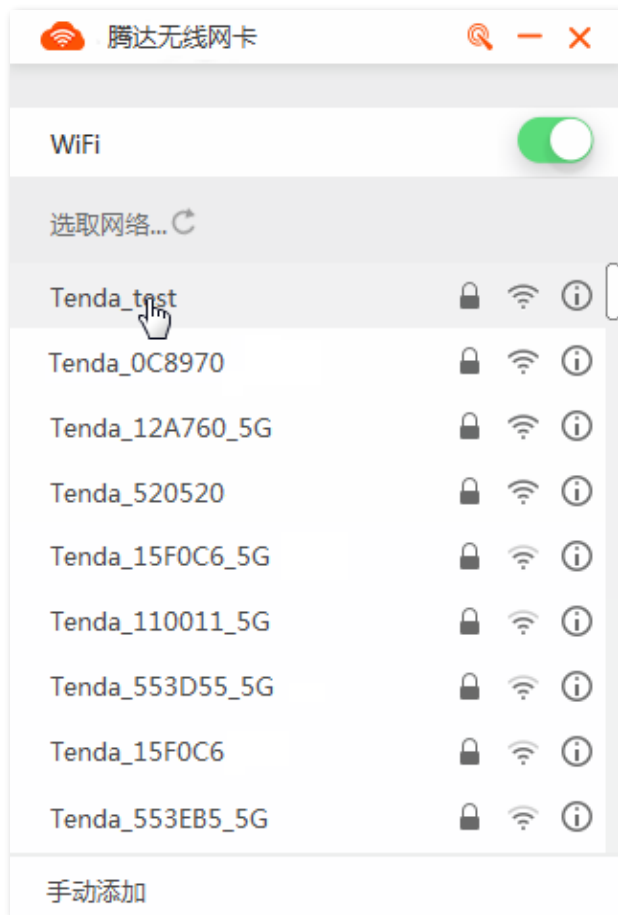 腾达无线网卡
WiFi
选取网络...
Tenda_test
Tenda_0C8970
Tenda_12A760_5G
Tenda_520520
Tenda_15F0C6_5G
Tenda_110011_5G
Tenda_553D55_5G
Tenda_15F0C6
Tenda_553EB5_5G
手动添加